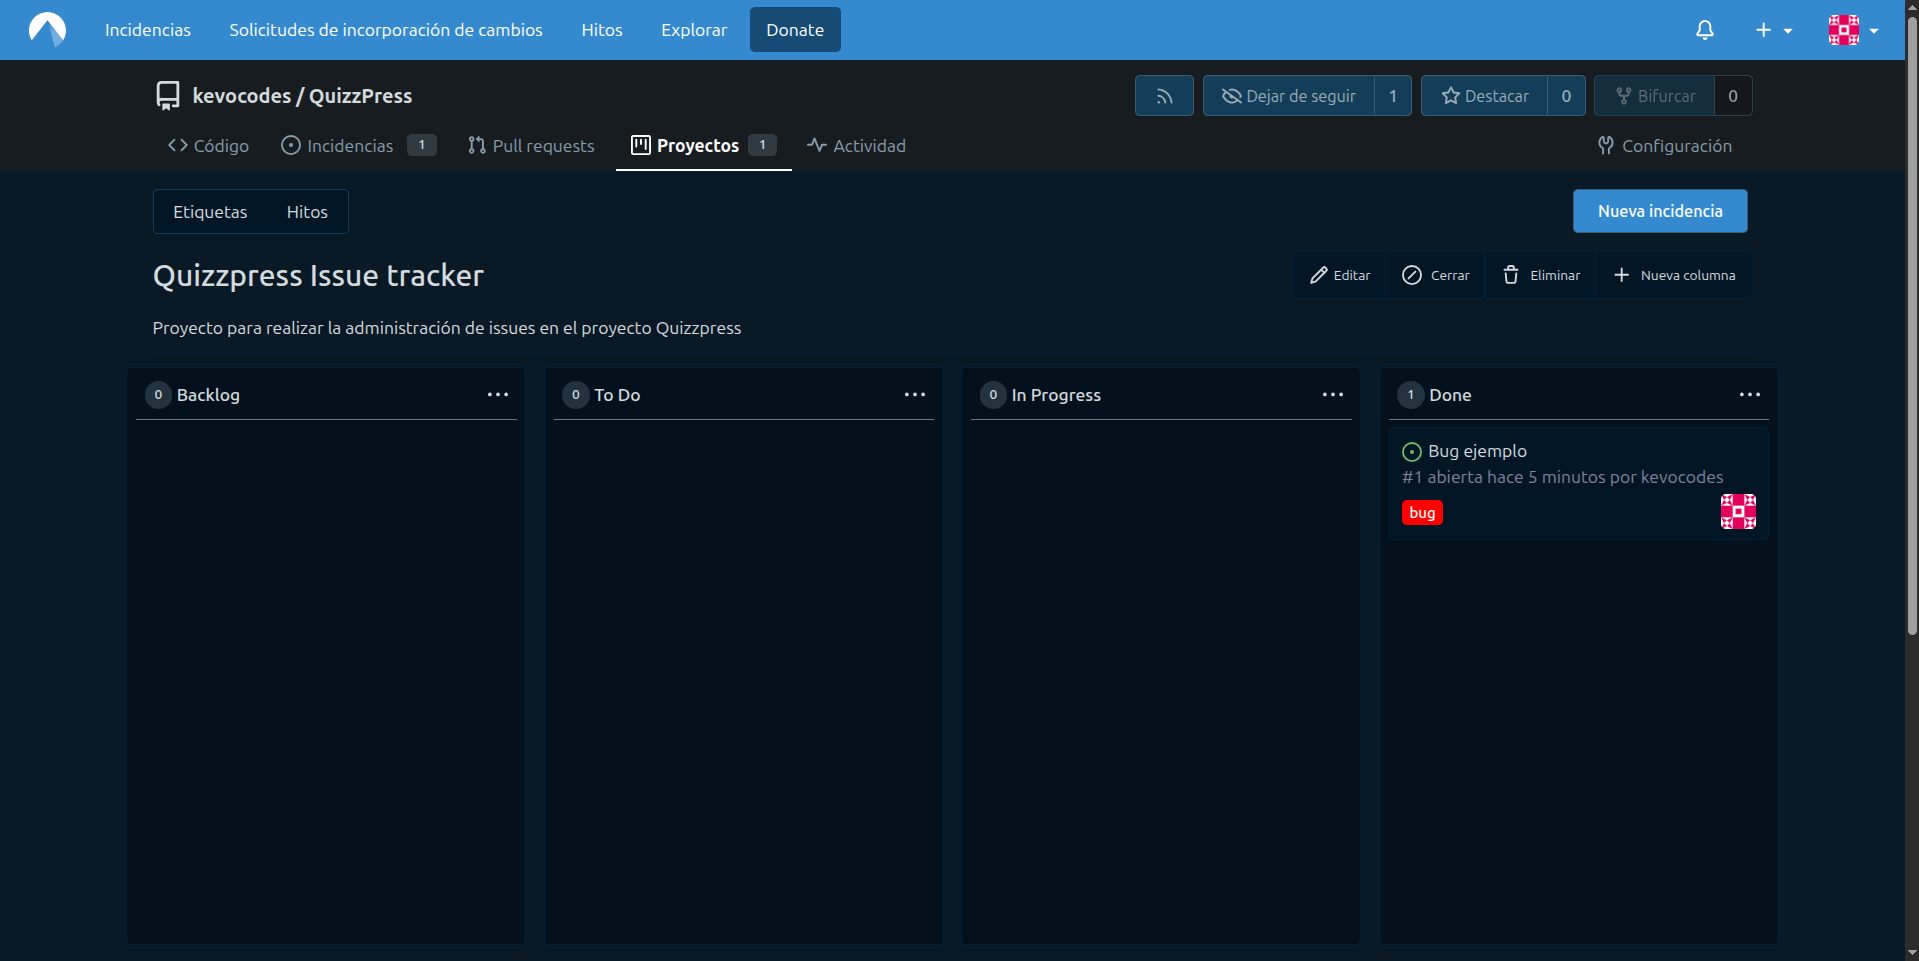 Incidencias Solicitudes de incorporación de cambios Hitos Explorar Donate
kevocodes / QuizzPress Dejar de seguir 1 Destacar 0 Bifurcar 0
Código Incidencias 1 Pull requests Proyectos 1 Actividad Configuración
Etiquetas Hitos Nueva incidencia
Quizzpress Issue tracker Editar Cerrar Eliminar Nueva columna
Proyecto para realizar la administración de issues en el proyecto Quizzpress
0 Backlog 0 To Do 0 In Progress 1 Done
Bug ejemplo
#1 abierta hace 5 minutos por kevocodes
bug